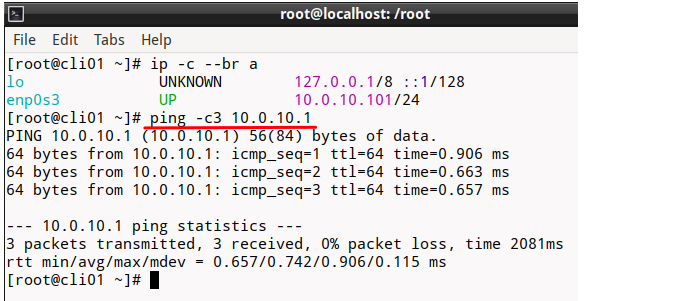 root@localhost: /root
File Edit Tabs Help
[root@cli01 ~]# ip -c --br a
lo UNKNOWN 127.0.0.1/8 ::1/128
enp0s3 UP 10.0.10.101/24
[root@cli01 ~]# ping -c3 10.0.10.1
PING 10.0.10.1 (10.0.10.1) 56(84) bytes of data.
64 bytes from 10.0.10.1: icmp_seq=1 ttl=64 time=0.906 ms
64 bytes from 10.0.10.1: icmp_seq=2 ttl=64 time=0.663 ms
64 bytes from 10.0.10.1: icmp_seq=3 ttl=64 time=0.657 ms
--- 10.0.10.1 ping statistics ---
3 packets transmitted, 3 received, 0% packet loss, time 2081ms
rtt min/avg/max/mdev = 0.657/0.742/0.906/0.115 ms
[root@cli01 ~]#